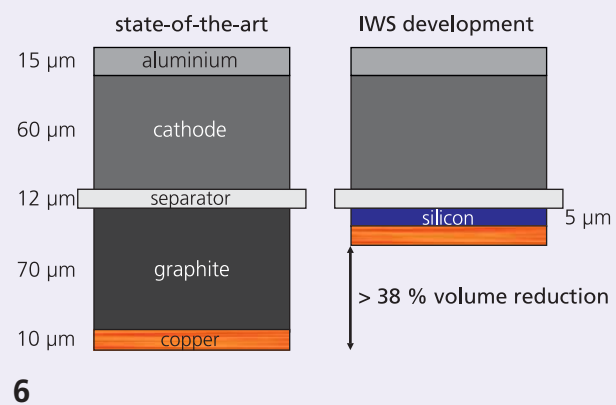 state-of-the-art
IWS development
15 µm
aluminium
60 µm
cathode
12 µm
separator
silicon
5 µm
70 µm
graphite
> 38 % volume reduction
10 µm
copper
6